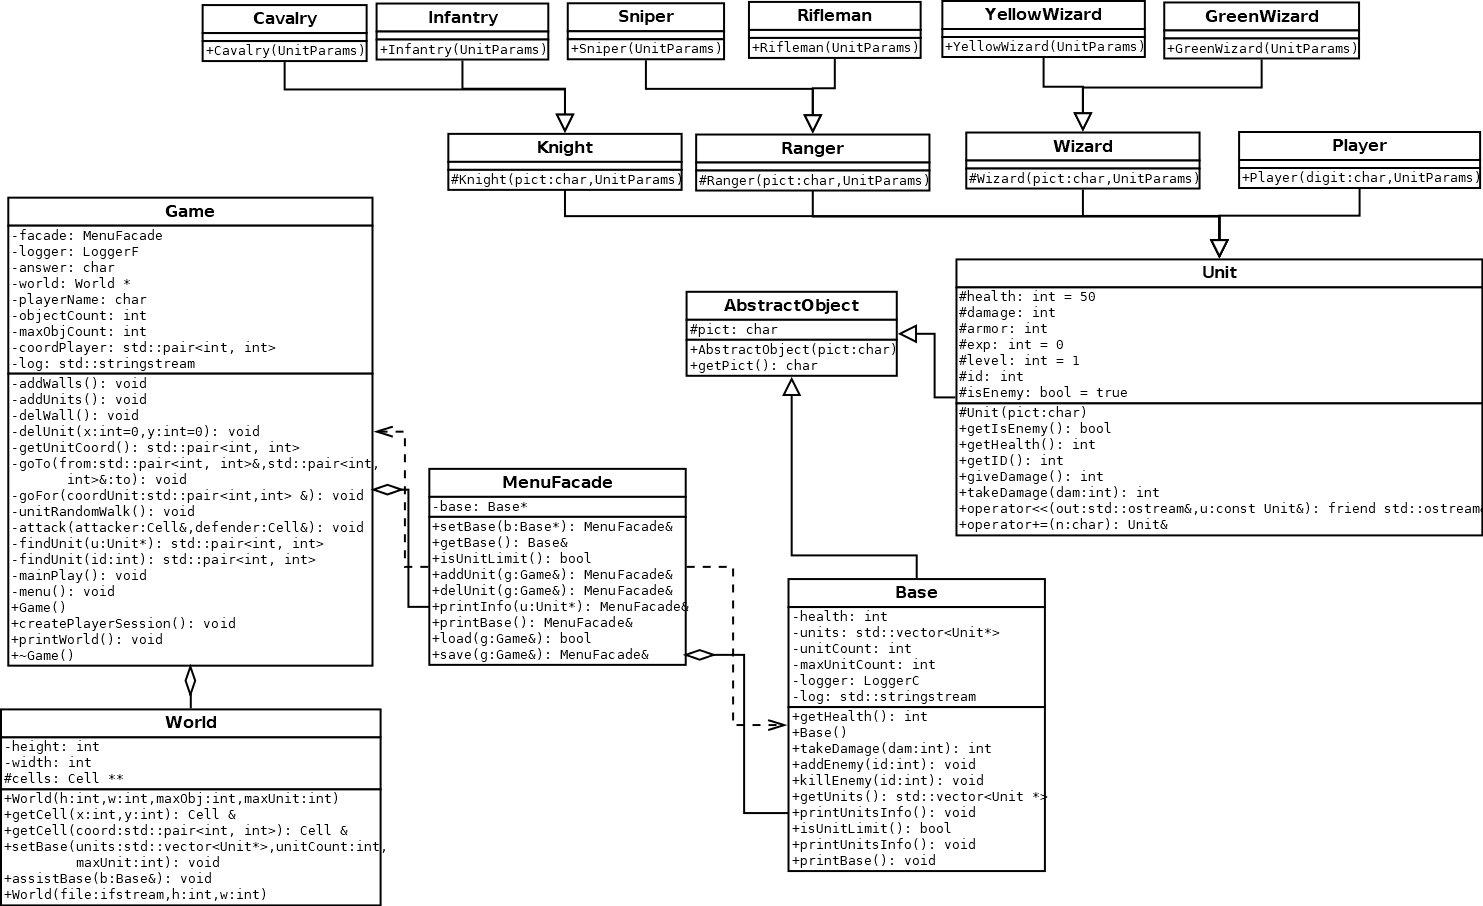 Cavalry
+Cavalry(UnitParams)
Infantry
+Infantry(UnitParams)
Sniper
+Sniper(UnitParams)
Rifleman
+Rifleman(UnitParams)
YellowWizard
+YellowWizard(UnitParams)
GreenWizard
+GreenWizard(UnitParams)
Knight
#Knight(pict:char,UnitParams)
Ranger
#Ranger(pict:char,UnitParams)
Wizard
#Wizard(pict:char,UnitParams)
Player
+Player(digit:char,UnitParams)
Game
-facade: MenuFacade
-logger: LoggerF
-answer: char
-world: World *
-playerName: char
-objectCount: int
-maxObjCount: int
-coordPlayer: std::pair<int, int>
-log: std::stringstream
-addWalls(): void
-addUnits(): void
-delWall(): void
-delUnit(x:int=0,y:int=0): void
-getUnitCoord(): std::pair<int, int>
-goTo(from:std::pair<int, int>&,std::pair<int,
int>&:to): void
-goFor(coordUnit:std::pair<int,int> &): void
-unitRandomWalk(): void
-attack(attacker:Cell&,defender:Cell&): void
-findUnit(u:Unit*): std::pair<int, int>
-findUnit(id:int): std::pair<int, int>
-mainPlay(): void
-menu(): void
+Game()
+createPlayerSession(): void
+printWorld(): void
+~Game()
AbstractObject
#pict: char
+AbstractObject(pict:char)
+getPict(): char
Unit
#health: int = 50
#damage: int
#armor: int
#exp: int = 0
#level: int = 1
#id: int
#isEnemy: bool = true
#Unit(pict:char)
+getIsEnemy(): bool
+getHealth(): int
+getID(): int
+giveDamage(): int
+takeDamage(dam:int): int
+operator<<(out:std::ostream&,u:const Unit&): friend std::ostream&
+operator+=(n:char): Unit&
MenuFacade
-base: Base*
+setBase(b:Base*): MenuFacade&
+getBase(): Base&
+isUnitLimit(): bool
+addUnit(g:Game&): MenuFacade&
+delUnit(g:Game&): MenuFacade&
+printInfo(u:Unit*): MenuFacade&
+printBase(): MenuFacade&
+load(g:Game&): bool
+save(g:Game&): MenuFacade&
Base
-health: int
-units: std::vector<Unit*>
-unitCount: int
-maxUnitCount: int
-logger: LoggerC
-log: std::stringstream
+getHealth(): int
+Base()
+takeDamage(dam:int): int
+addEnemy(id:int): void
+killEnemy(id:int): void
+getUnits(): std::vector<Unit *>
+printUnitsInfo(): void
+isUnitLimit(): bool
+printUnitsInfo(): void
+printBase(): void
World
-height: int
-width: int
#cells: Cell **
+World(h:int,w:int,maxObj:int,maxUnit:int)
+getCell(x:int,y:int): Cell &
+getCell(coord:std::pair<int, int>): Cell &
+setBase(units:std::vector<Unit*>,unitCount:int,
maxUnit:int): void
+assistBase(b:Base&): void
+World(file:ifstream,h:int,w:int)